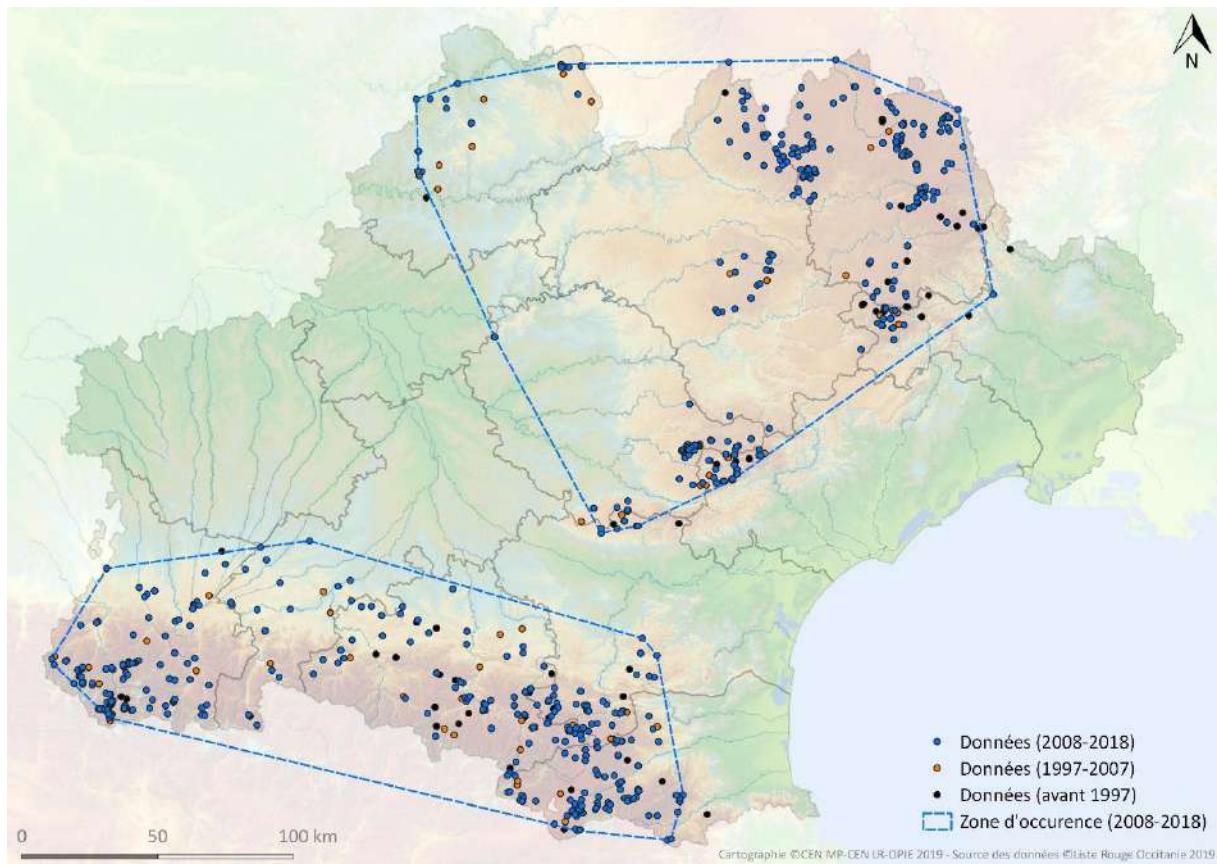 N
Données (2008-2018)
Données (1997-2007)
Données (avant 1997)
Zone d'occurence (2008-2018)
0 50 100 km
Cartographie ©CEN MP-CEN LR-OPIE 2019 - Source des données ©Liste Rouge Occitanie 2019